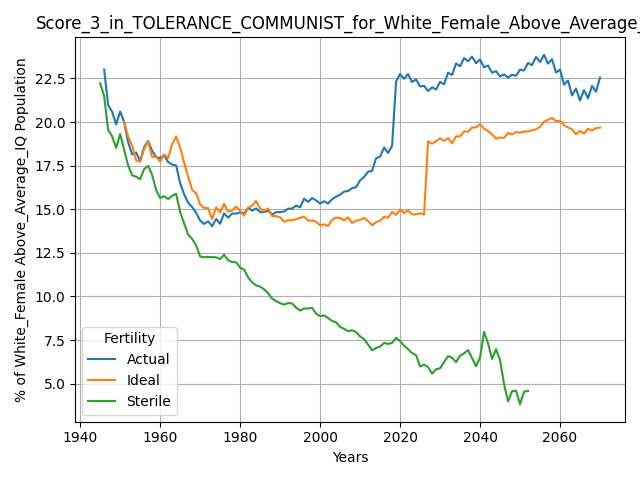 Score_3_in_TOLERANCE_COMMUNIST_for_White_Female_Above_Average_
% of White_Female Above_Average_IQ Population
22.5
20.0
17.5
15.0
12.5
10.0
7.5
5.0
Fertility
Actual
Ideal
Sterile
1940
1960
1980
2000
2020
2040
2060
Years